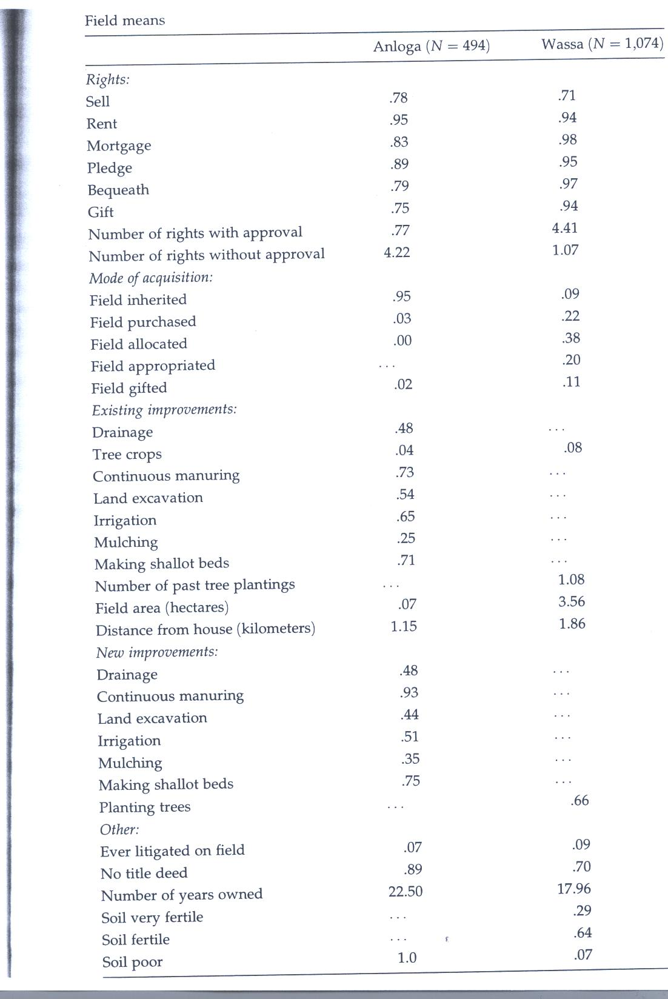 Field means
Anloga (N = 494) Wassa (N = 1,074)
Rights:
Sell .78 .71
Rent .95 .94
Mortgage .83 .98
Pledge .89 .95
Bequeath .79 .97
Gift .75 .94
Number of rights with approval .77 4.41
Number of rights without approval 4.22 1.07
Mode of acquisition:
Field inherited .95 .09
Field purchased .03 .22
Field allocated .00 .38
Field appropriated ... .20
Field gifted .02 .11
Existing improvements:
Drainage .48 ...
Tree crops .04 .08
Continuous manuring .73 ...
Land excavation .54 ...
Irrigation .65 ...
Mulching .25 ...
Making shallot beds .71 ...
Number of past tree plantings ... 1.08
Field area (hectares) .07 3.56
Distance from house (kilometers) 1.15 1.86
New improvements:
Drainage .48 ...
Continuous manuring .93 ...
Land excavation .44 ...
Irrigation .51 ...
Mulching .35 ...
Making shallot beds .75 ...
Planting trees ... .66
Other:
Ever litigated on field .07 .09
No title deed .89 .70
Number of years owned 22.50 17.96
Soil very fertile ... .29
Soil fertile ... .64
Soil poor 1.0 .07